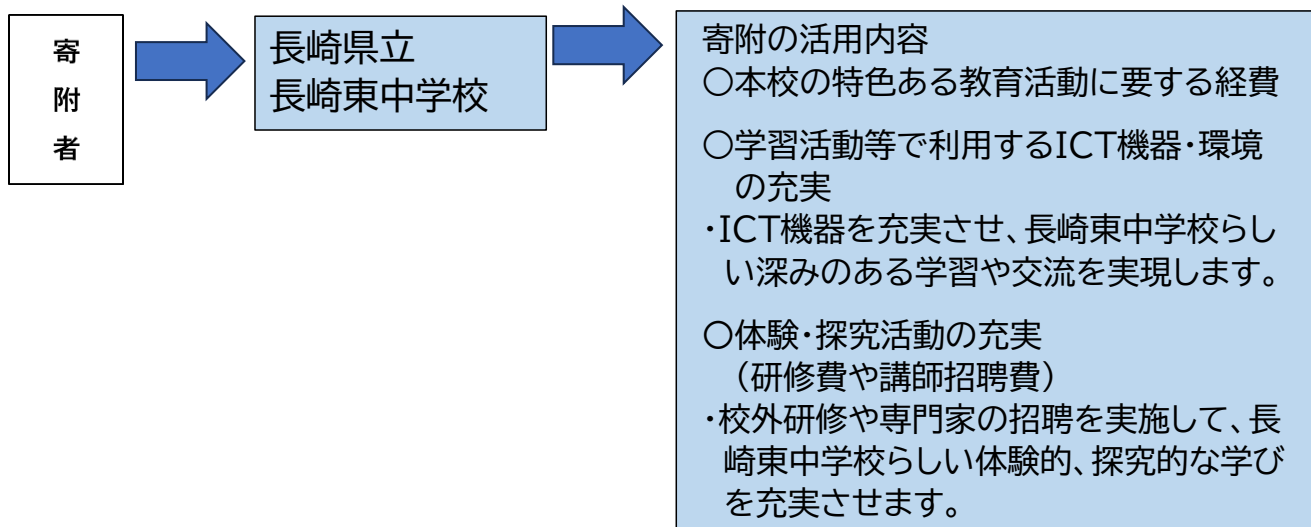 寄
附
者
長崎県立
長崎東中学校
寄附の活用内容
○本校の特色ある教育活動に要する経費
○学習活動等で利用するICT機器・環境
の充実
・ICT機器を充実させ、長崎東中学校らし
い深みのある学習や交流を実現します。
○体験・探究活動の充実
（研修費や講師招聘費）
・校外研修や専門家の招聘を実施して、長
崎東中学校らしい体験的、探究的な学び
を充実させます。